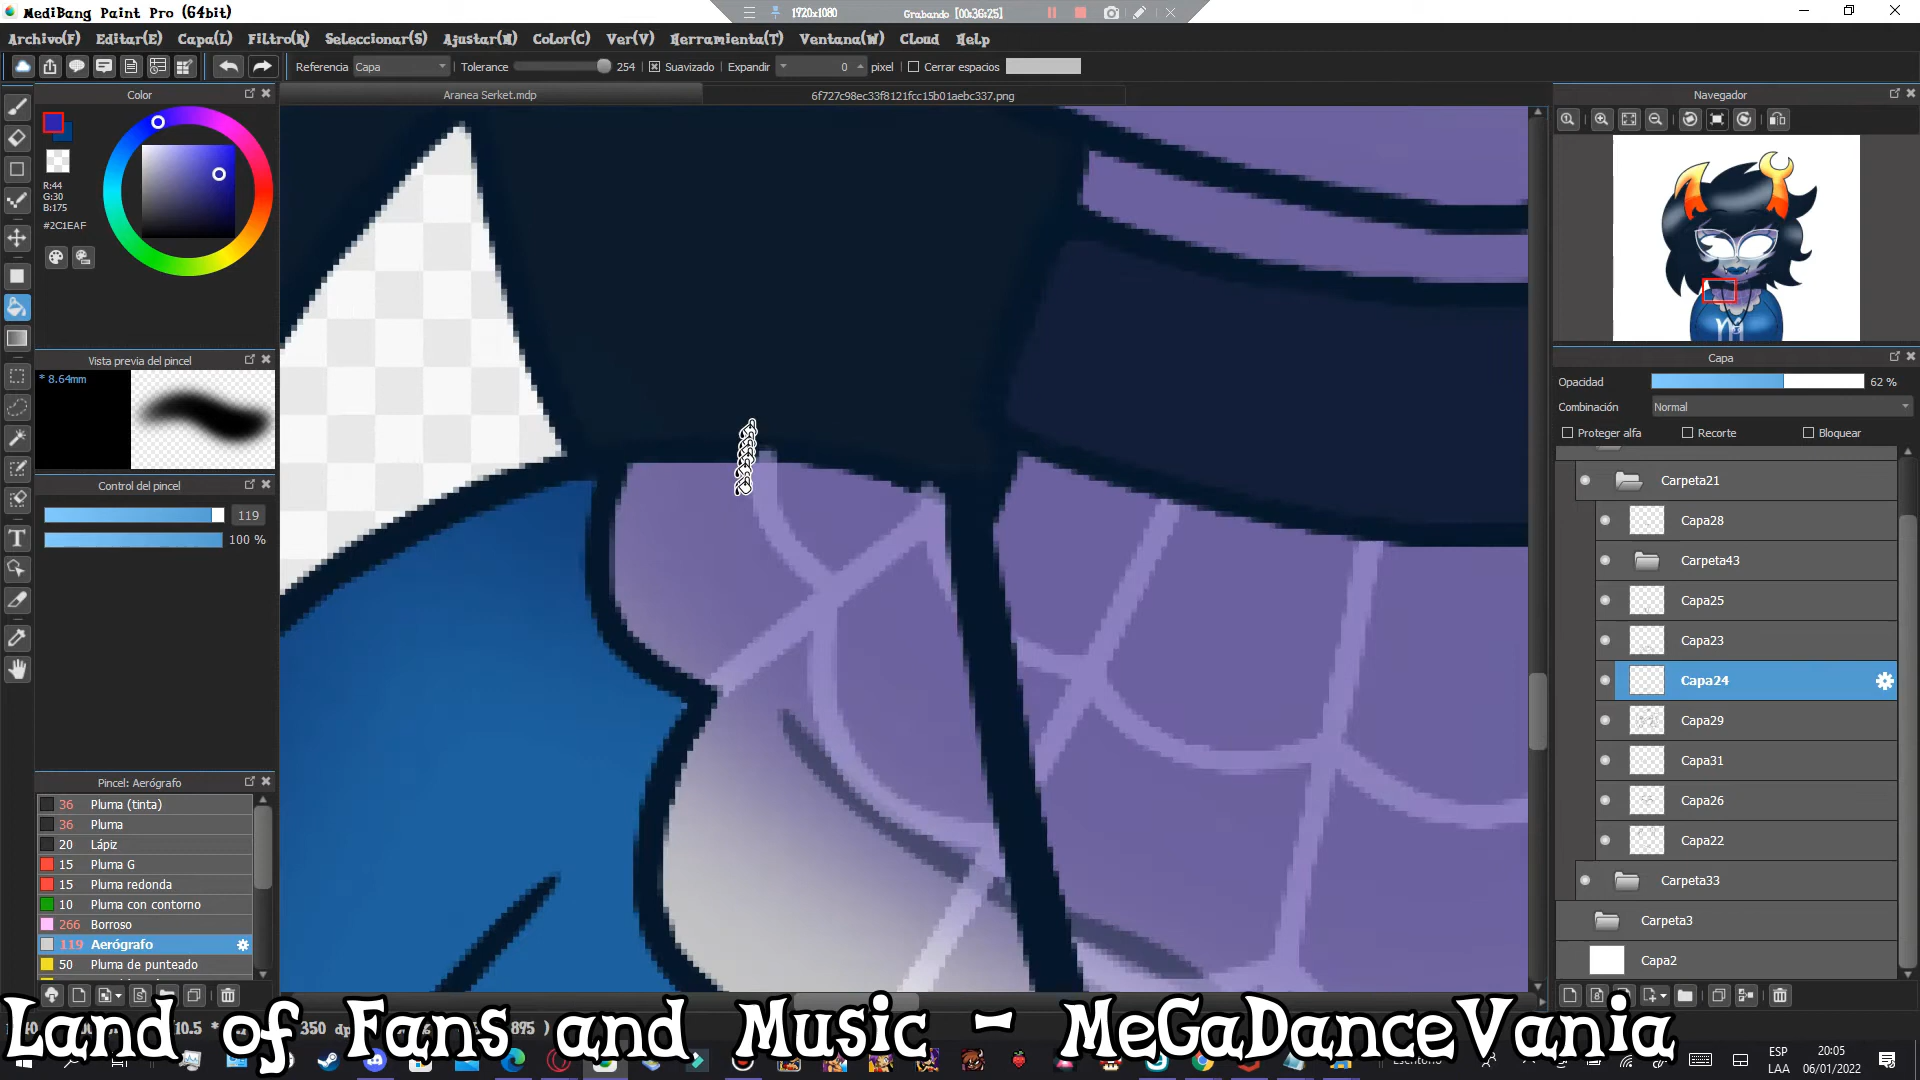 MediBang Paint Pro (64bit)
1920x1080
Grabando [00:36:25]
Archivo(F) Editar(E) Capa(L) Filtro(R) Seleccionar(S) Ajustar(N) Color(C) Ver(V) Herramienta(T) Ventana(W) Cloud Help
Referencia Capa Tolerance 254 Suavizado Expandir 0 pixel Cerrar espacios
Color
Aranea Serket.mdp
6f727c98ec33f8121fcc15b01aebc337.png
Navegador
R:44
G:30
B:175
#2C1EAF
Vista previa del pincel
* 8.64mm
Control del pincel
119
100 %
Capa
Opacidad 62 %
Combinación Normal
Proteger alfa Recorte Bloquear
Carpeta21
Capa28
Carpeta43
Capa25
Capa23
Capa24
Capa29
Capa31
Capa26
Capa22
Carpeta33
Carpeta3
Capa2
Pincel: Aerógrafo
36 Pluma (tinta)
36 Pluma
20 Lápiz
15 Pluma G
15 Pluma redonda
10 Pluma con contorno
266 Borroso
119 Aerógrafo
50 Pluma de punteado
Land of Fans and Music - MeGaDanceVania
350
ESP
LAA
20:05
06/01/2022